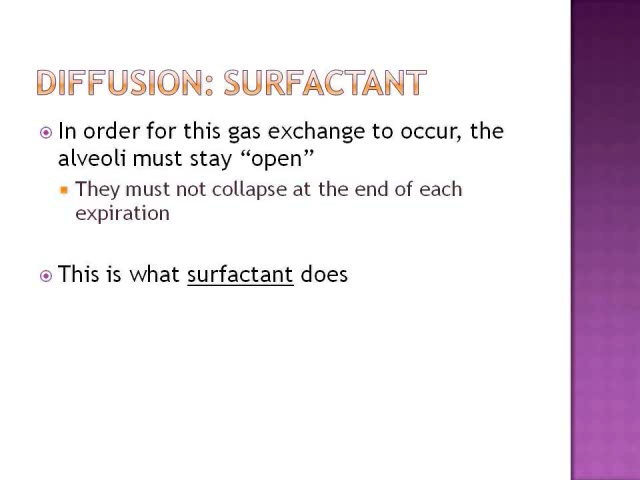 DIFFUSION: SURFACTANT
In order for this gas exchange to occur, the
alveoli must stay “open”
They must not collapse at the end of each
expiration
This is what surfactant does